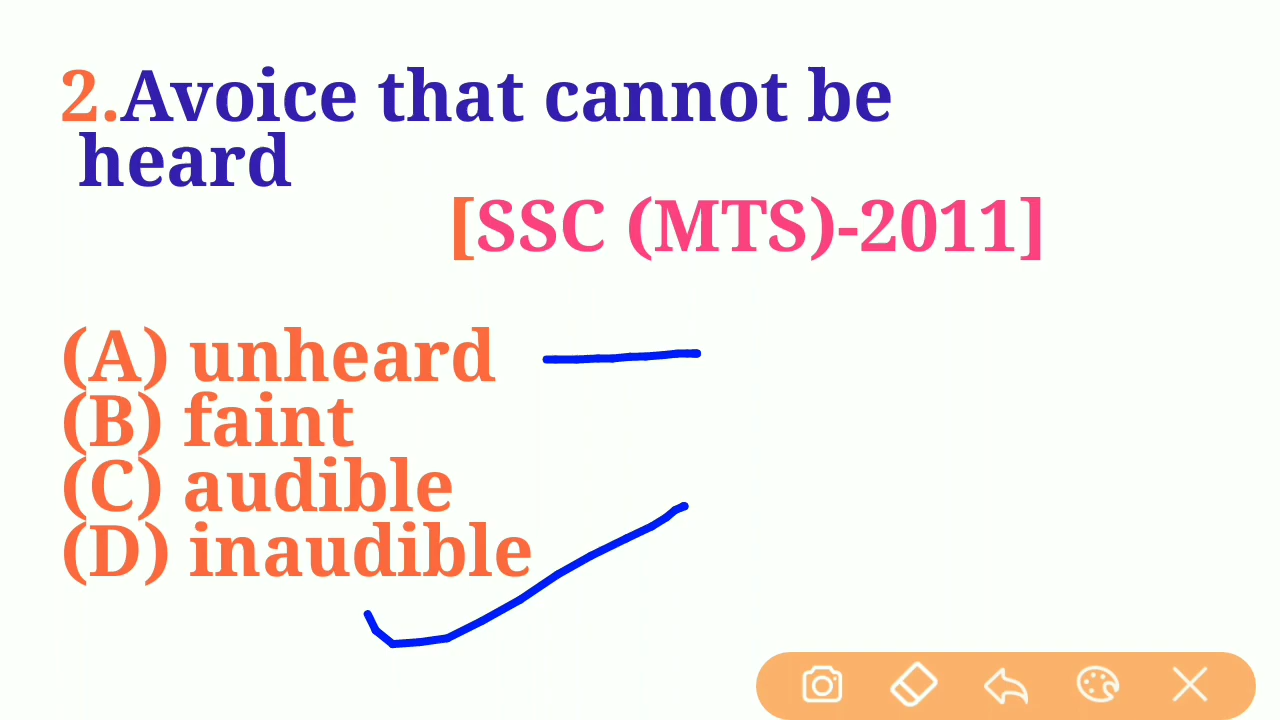 2.Avoice that cannot be
heard
[SSC (MTS)-2011]
(A) unheard
(B) faint
(C) audible
(D) inaudible